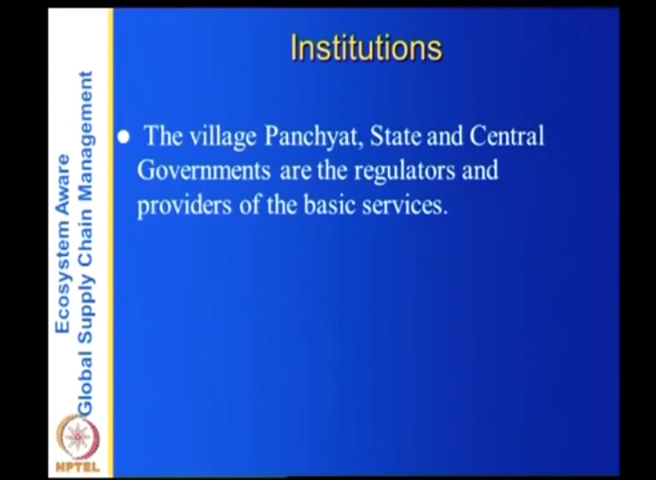 Institutions
The village Panchyat, State and Central
Governments are the regulators and
providers of the basic services.
Ecosystem Aware
Global Supply Chain Management
NPTEL